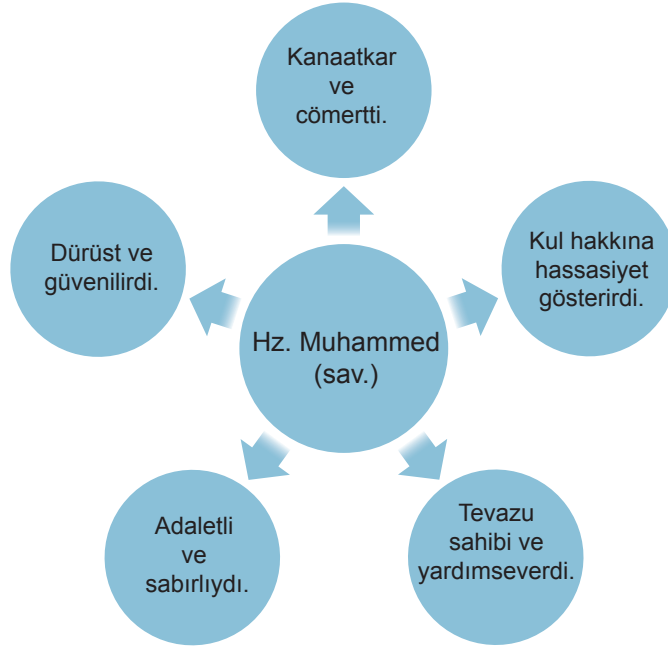 Kanaatkar
ve
cömertti.
Dürüst ve
güvenilirdi.
Kul hakkına
hassasiyet
gösterirdi.
Hz. Muhammed
(sav.)
Adaletli
ve
sabırlıydı.
Tevazu
sahibi ve
yardımseverdi.